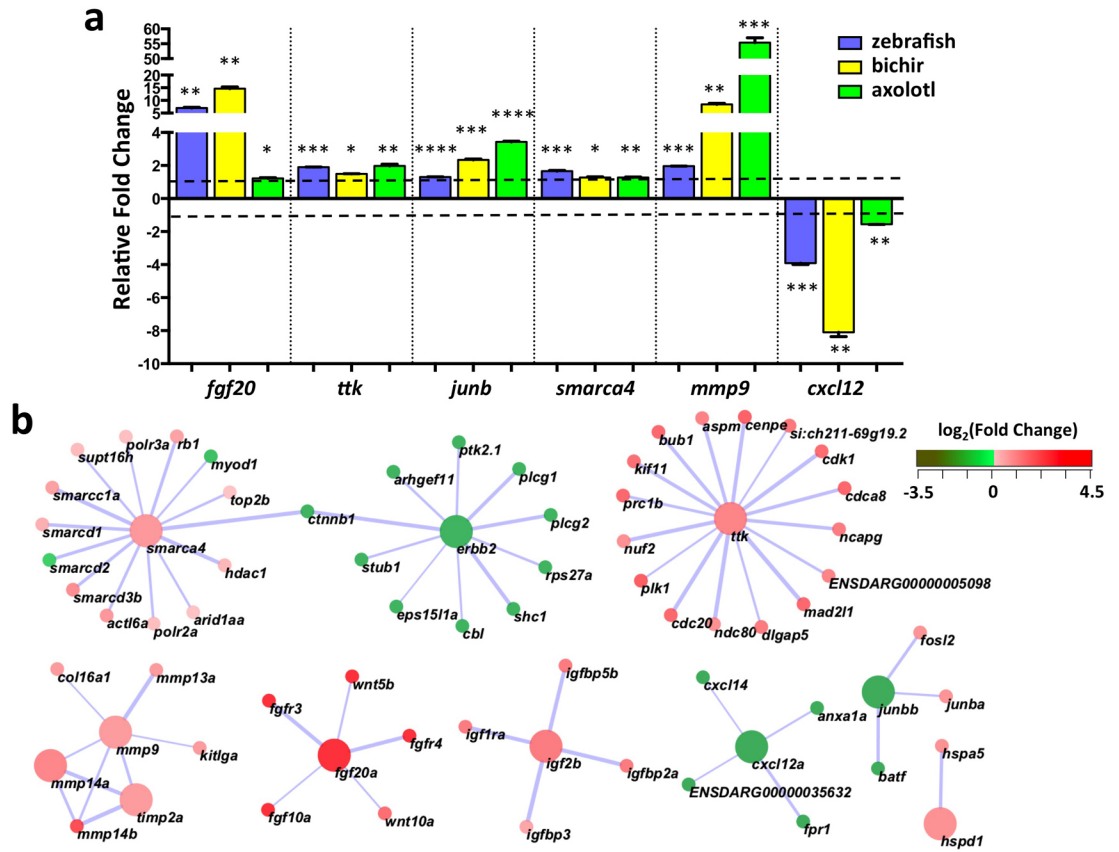 a
zebrafish
bichir
axolotl
Relative Fold Change
60
55
50
20
15
10
5
4
2
0
-2
-4
-6
-8
-10
** ** *
*** * **
**** *** ****
*** * **
*** ** ***
*** ** **
fgf20 ttk junb smarca4 mmp9 cxcl12
b
log2(Fold Change)
-3.5 0 4.5
supt16h
polr3a
rb1
myod1
smarcc1a
top2b
smarcd1
smarca4
ctnnb1
smarcd2
hdac1
smarcd3b
actl6a
polr2a
arid1aa
ptk2.1
arhgef11
plcg1
plcg2
erbb2
stub1
rps27a
eps15l1a
cbl
shc1
aspm
cenpe
si:ch211-69g19.2
bub1
cdk1
kif11
cdca8
prc1b
ttk
ncapg
nuf2
ENSDARG00000005098
plk1
mad2l1
cdc20
ndc80
dlgap5
col16a1
mmp13a
mmp9
kitlga
mmp14a
timp2a
mmp14b
wnt5b
fgfr3
fgfr4
fgf20a
fgf10a
wnt10a
igfbp5b
igf1ra
igf2b
igfbp2a
igfbp3
cxcl14
anxa1a
cxcl12a
ENSDARG00000035632
fpr1
fosl2
junbb
junba
batf
hspa5
hspd1